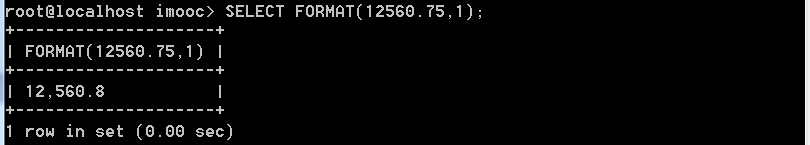 root@localhost imooc> SELECT FORMAT(12560.75,1);
+--------------------+
| FORMAT(12560.75,1) |
+--------------------+
| 12,560.8           |
+--------------------+
1 row in set (0.00 sec)